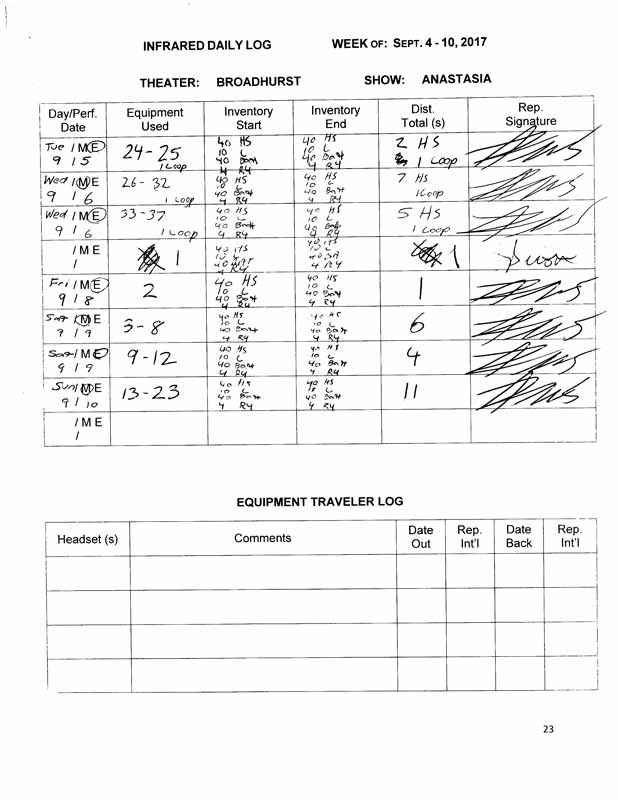 INFRARED DAILY LOG WEEK OF: SEPT. 4 - 10, 2017
THEATER: BROADHURST SHOW: ANASTASIA
Day/Perf. Date Equipment Used Inventory Start Inventory End Dist. Total (s) Rep. Signature
Tue / M E 24-25 40 HS 40 HS 2 HS
9 / 5 1 Loop 10 L 10 L 1 Loop
40 Batt 40 Batt
4 R4 4 R4
Wed / M E 26-32 40 HS 40 HS 7 HS
9 / 6 1 Loop 10 L 10 L 1 Loop
40 Batt 40 Batt
4 R4 4 R4
Wed / M E 33-37 40 HS 40 HS 5 HS
9 / 6 1 Loop 10 L 10 L 1 Loop
40 Batt 40 Batt
4 R4 4 R4
/ M E 1 40 HS 40 HS 1
/ 10 L 10 L
40 Batt 40 Batt
4 R4 4 R4
Fri / M E 2 40 HS 40 HS 1
9 / 8 10 L 10 L
40 Batt 40 Batt
4 R4 4 R4
Sat / M E 3-8 40 HS 40 HS 6
9 / 9 10 L 10 L
40 Batt 40 Batt
4 R4 4 R4
Sat / M E 9-12 40 HS 40 HS 4
9 / 9 10 L 10 L
40 Batt 40 Batt
4 R4 4 R4
Sun / M E 13-23 40 HS 40 HS 11
9 / 10 10 L 10 L
40 Batt 40 Batt
4 R4 4 R4
/ M E
/
EQUIPMENT TRAVELER LOG
Headset (s) Comments Date Out Rep. Int'l Date Back Rep. Int'l
23